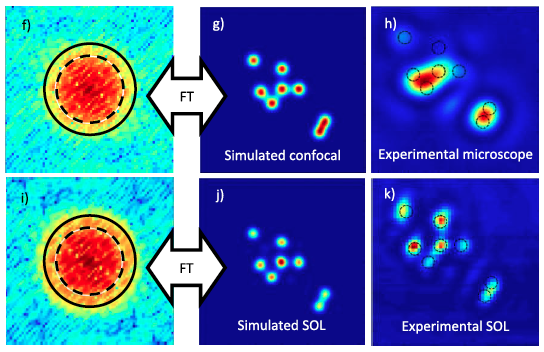 f)
g)
h)
FT
Simulated confocal
Experimental microscope
i)
j)
k)
FT
Simulated SOL
Experimental SOL